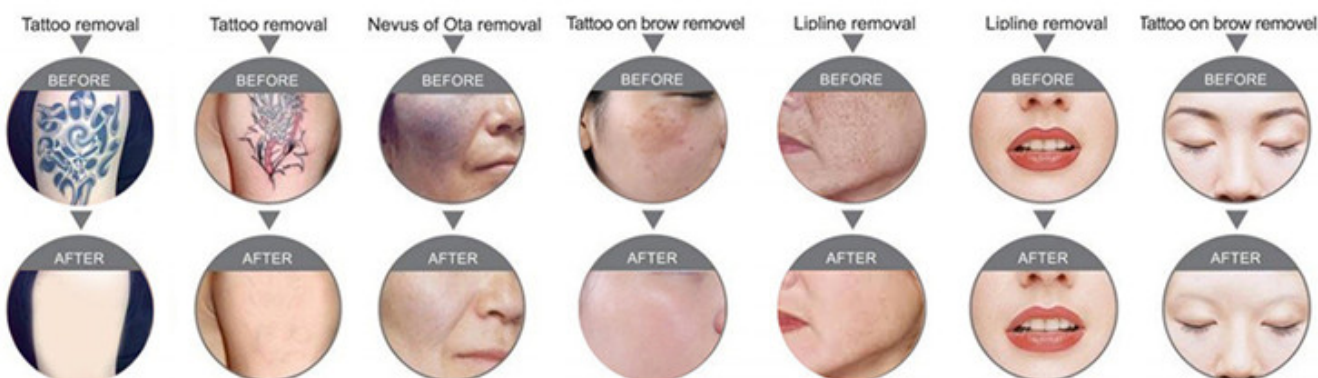 Tattoo removal
Tattoo removal
Nevus of Ota removal
Tattoo on brow removel
Lipline removal
Lipline removal
Tattoo on brow removel
BEFORE
BEFORE
BEFORE
BEFORE
BEFORE
BEFORE
BEFORE
AFTER
AFTER
AFTER
AFTER
AFTER
AFTER
AFTER